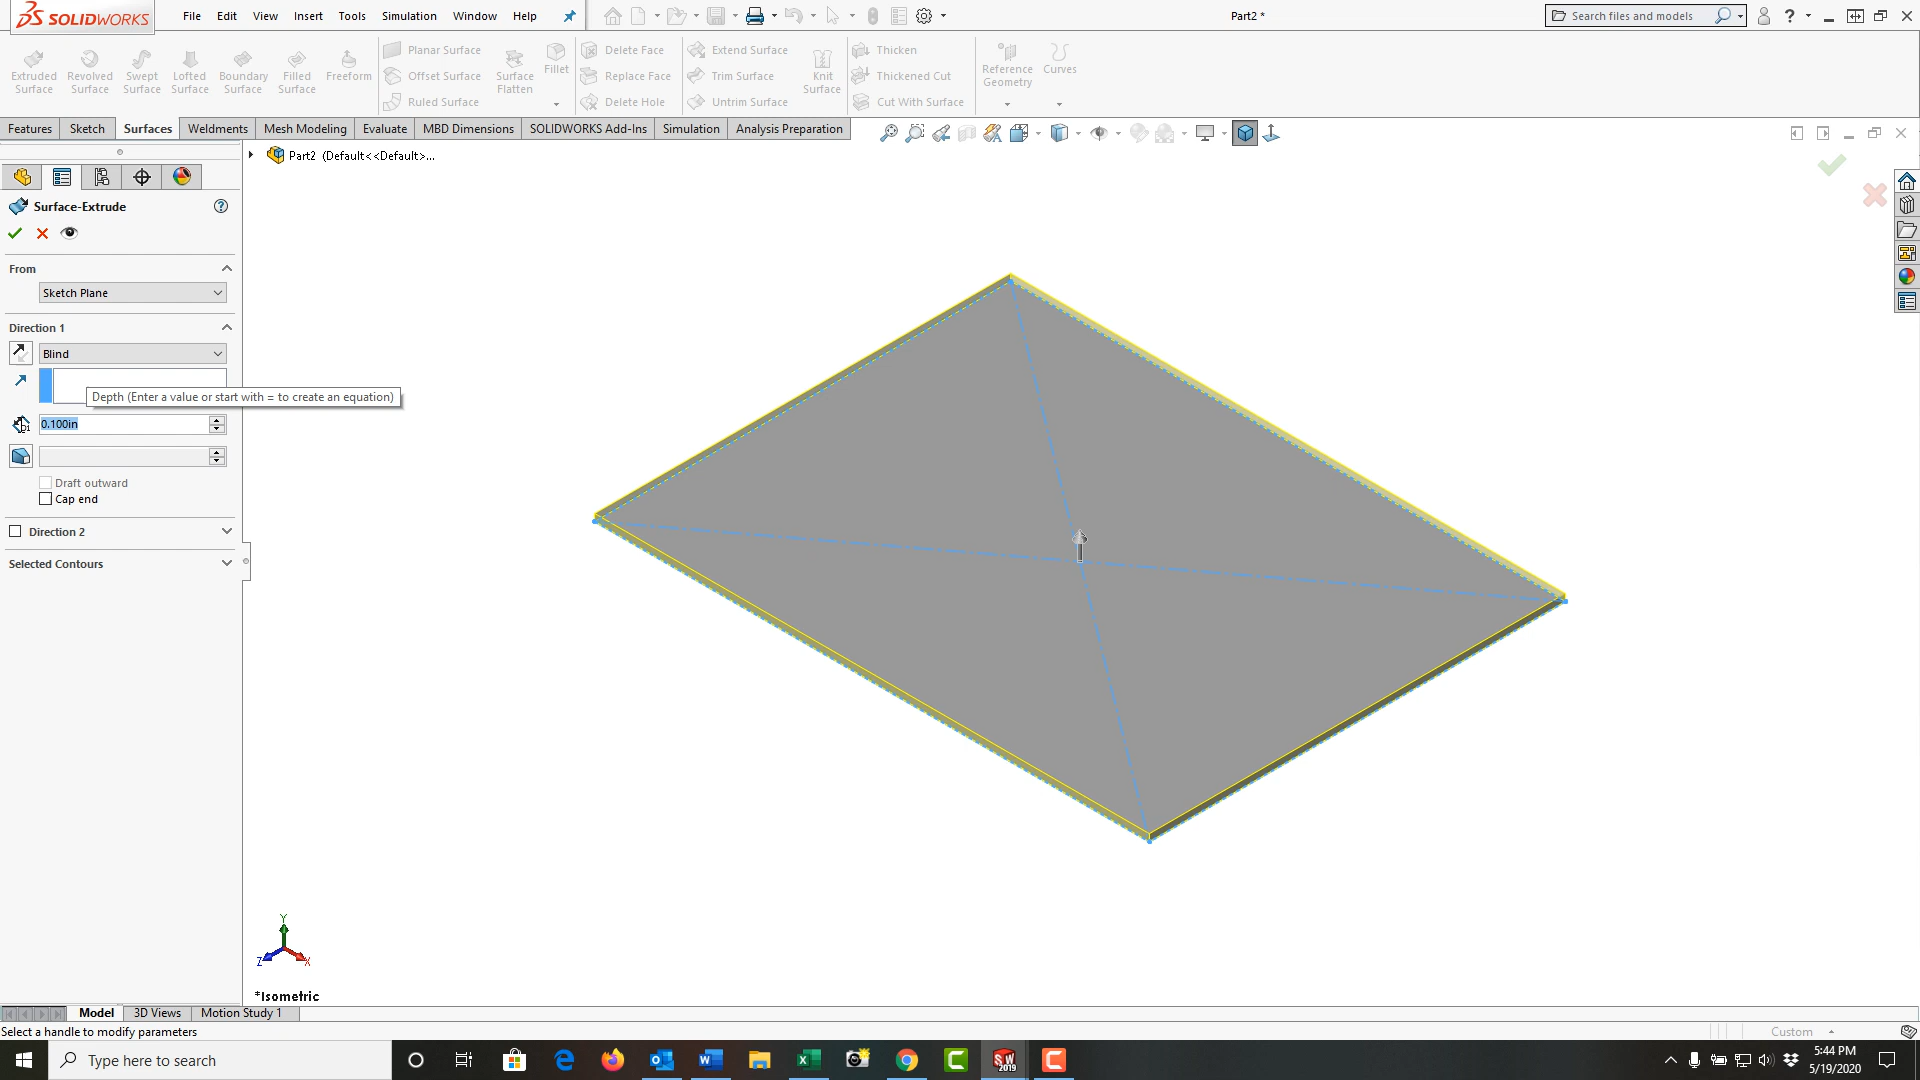 SOLIDWORKS File Edit View Insert Tools Simulation Window Help Part2 * Search files and models ?
Planar Surface Delete Face Extend Surface Thicken
Offset Surface Replace Face Trim Surface Thickened Cut
Ruled Surface Delete Hole Untrim Surface Cut With Surface
Extruded Surface Revolved Surface Swept Surface Lofted Surface Boundary Surface Filled Surface Freeform Surface Flatten Fillet Knit Surface Reference Geometry Curves
Features Sketch Surfaces Weldments Mesh Modeling Evaluate MBD Dimensions SOLIDWORKS Add-Ins Simulation Analysis Preparation
Part2 (Default<<Default>...
Surface-Extrude ?
From
Sketch Plane
Direction 1
Blind
Depth (Enter a value or start with = to create an equation)
0.100in
Draft outward
Cap end
Direction 2
Selected Contours
Y
Z X
*Isometric
Model 3D Views Motion Study 1
Select a handle to modify parameters Custom
Type here to search
SW 2019
5:44 PM
5/19/2020